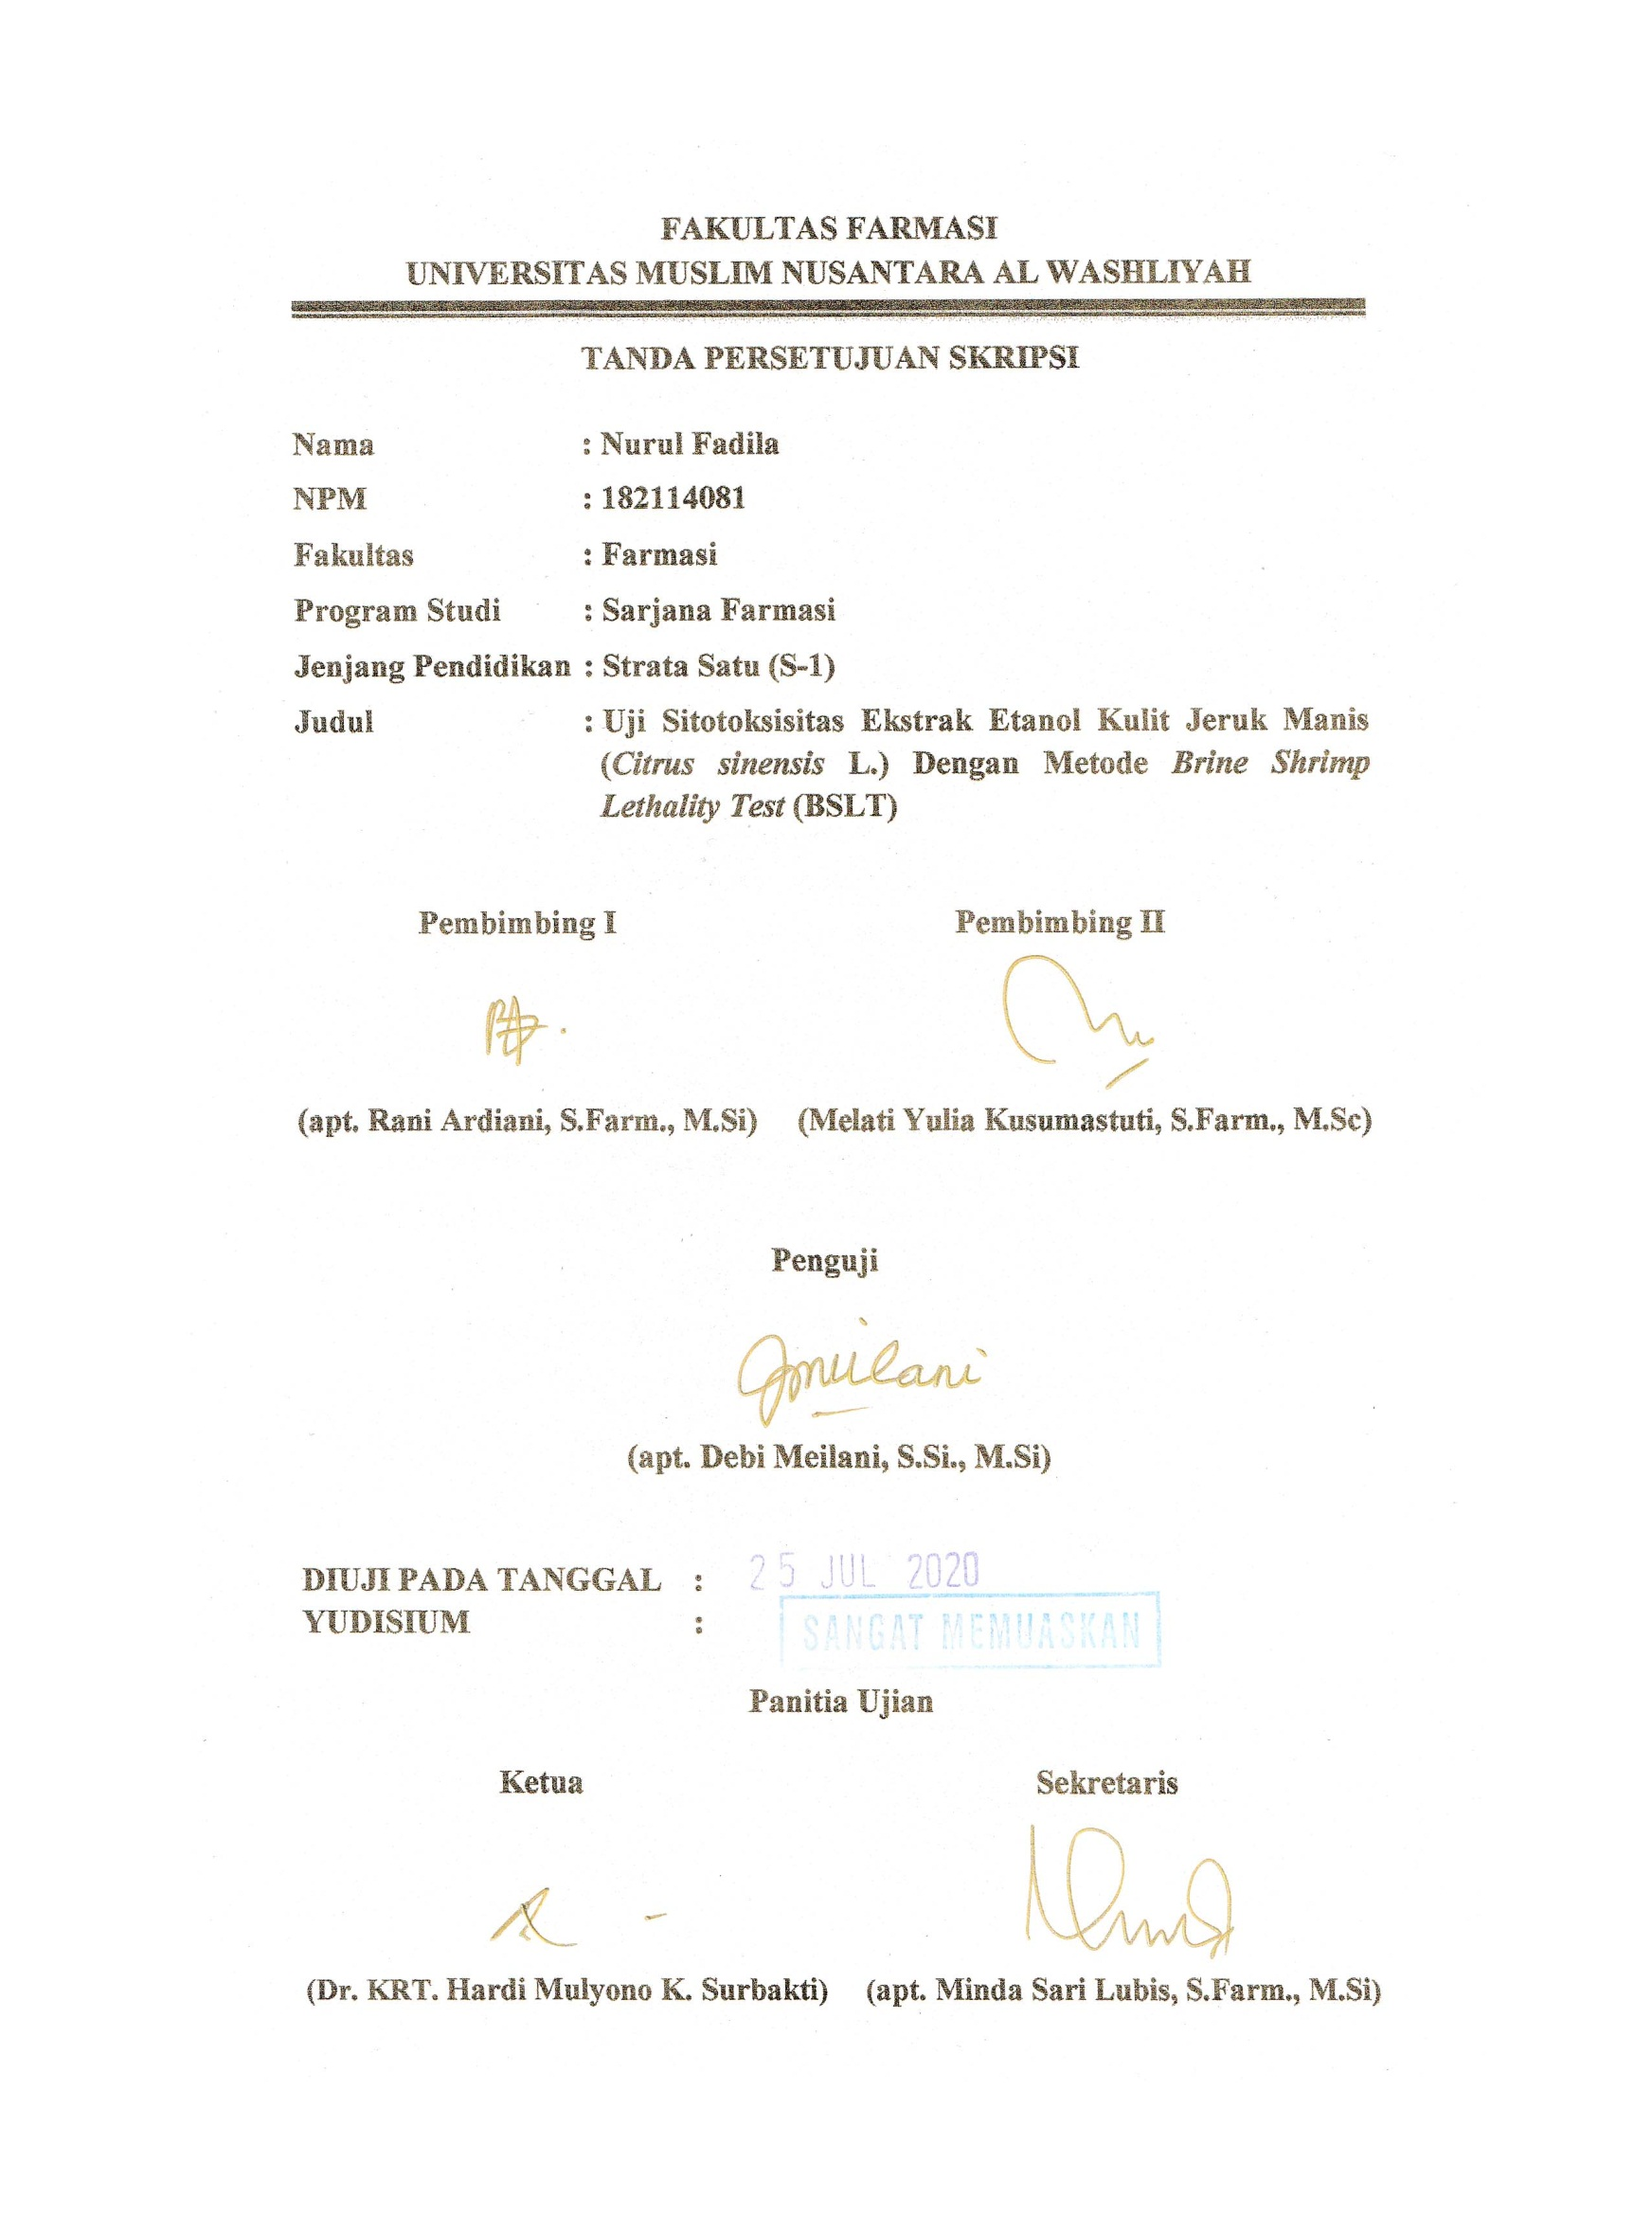 FAKULTAS FARMASI
UNIVERSITAS MUSLIM NUSANTARA AL WASHLIYAH
TANDA PERSETUJUAN SKRIPSI
Nama : Nurul Fadila
NPM : 182114081
Fakultas : Farmasi
Program Studi : Sarjana Farmasi
Jenjang Pendidikan : Strata Satu (S-1)
Judul : Uji Sitotoksisitas Ekstrak Etanol Kulit Jeruk Manis
(Citrus sinensis L.) Dengan Metode Brine Shrimp
Lethality Test (BSLT)
Pembimbing I Pembimbing II
(apt. Rani Ardiani, S.Farm., M.Si) (Melati Yulia Kusumastuti, S.Farm., M.Sc)
Penguji
(apt. Debi Meilani, S.Si., M.Si)
DIUJI PADA TANGGAL : 25 JUL 2020
YUDISIUM : SANGAT MEMUASKAN
Panitia Ujian
Ketua Sekretaris
(Dr. KRT. Hardi Mulyono K. Surbakti) (apt. Minda Sari Lubis, S.Farm., M.Si)